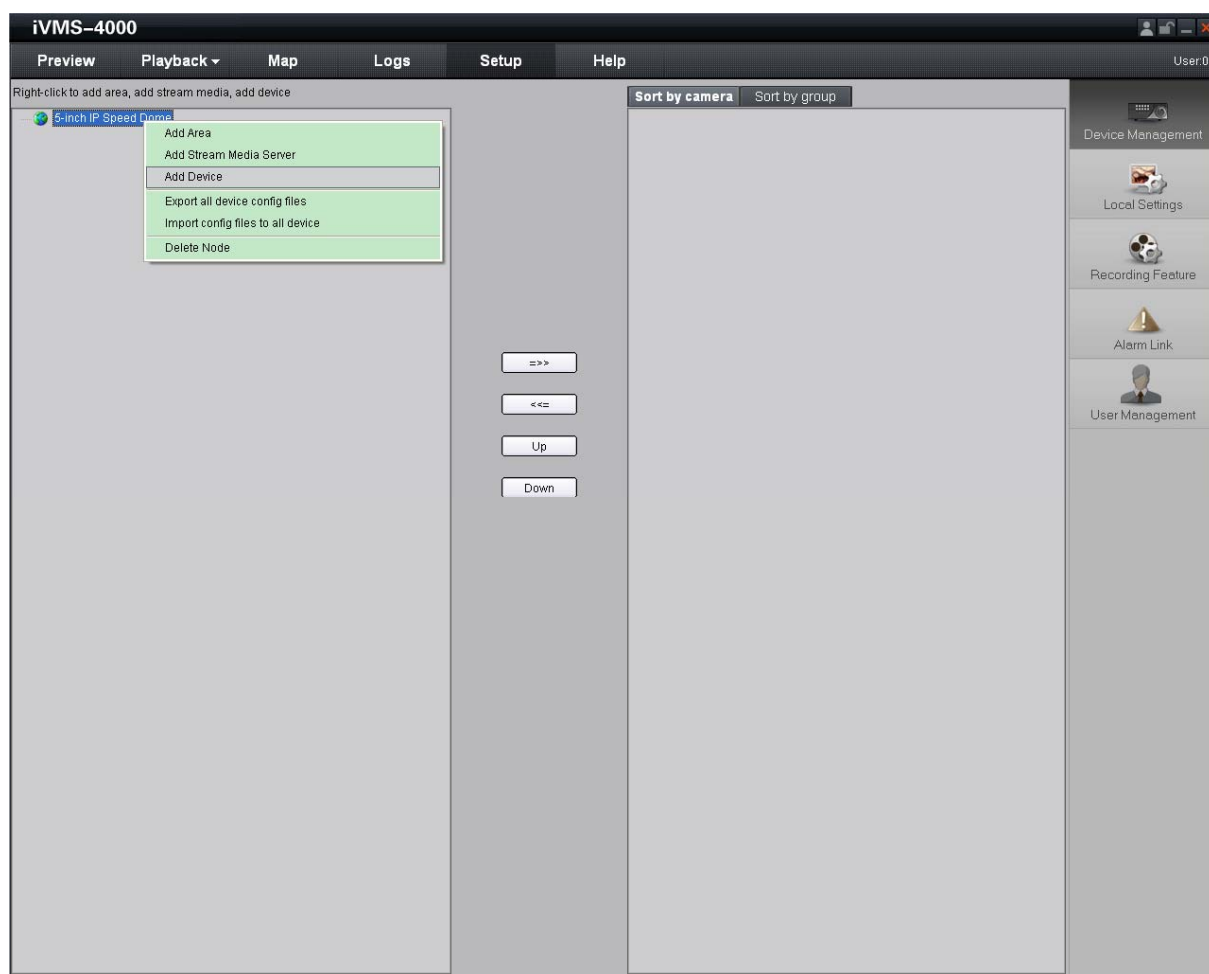 iVMS-4000
Preview Playback Map Logs Setup Help User:0
Right-click to add area, add stream media, add device
Sort by camera Sort by group
5-inch IP Speed Dome
Add Area
Add Stream Media Server
Add Device
Export all device config files
Import config files to all device
Delete Node
=>>
<<=
Up
Down
Device Management
Local Settings
Recording Feature
Alarm Link
User Management